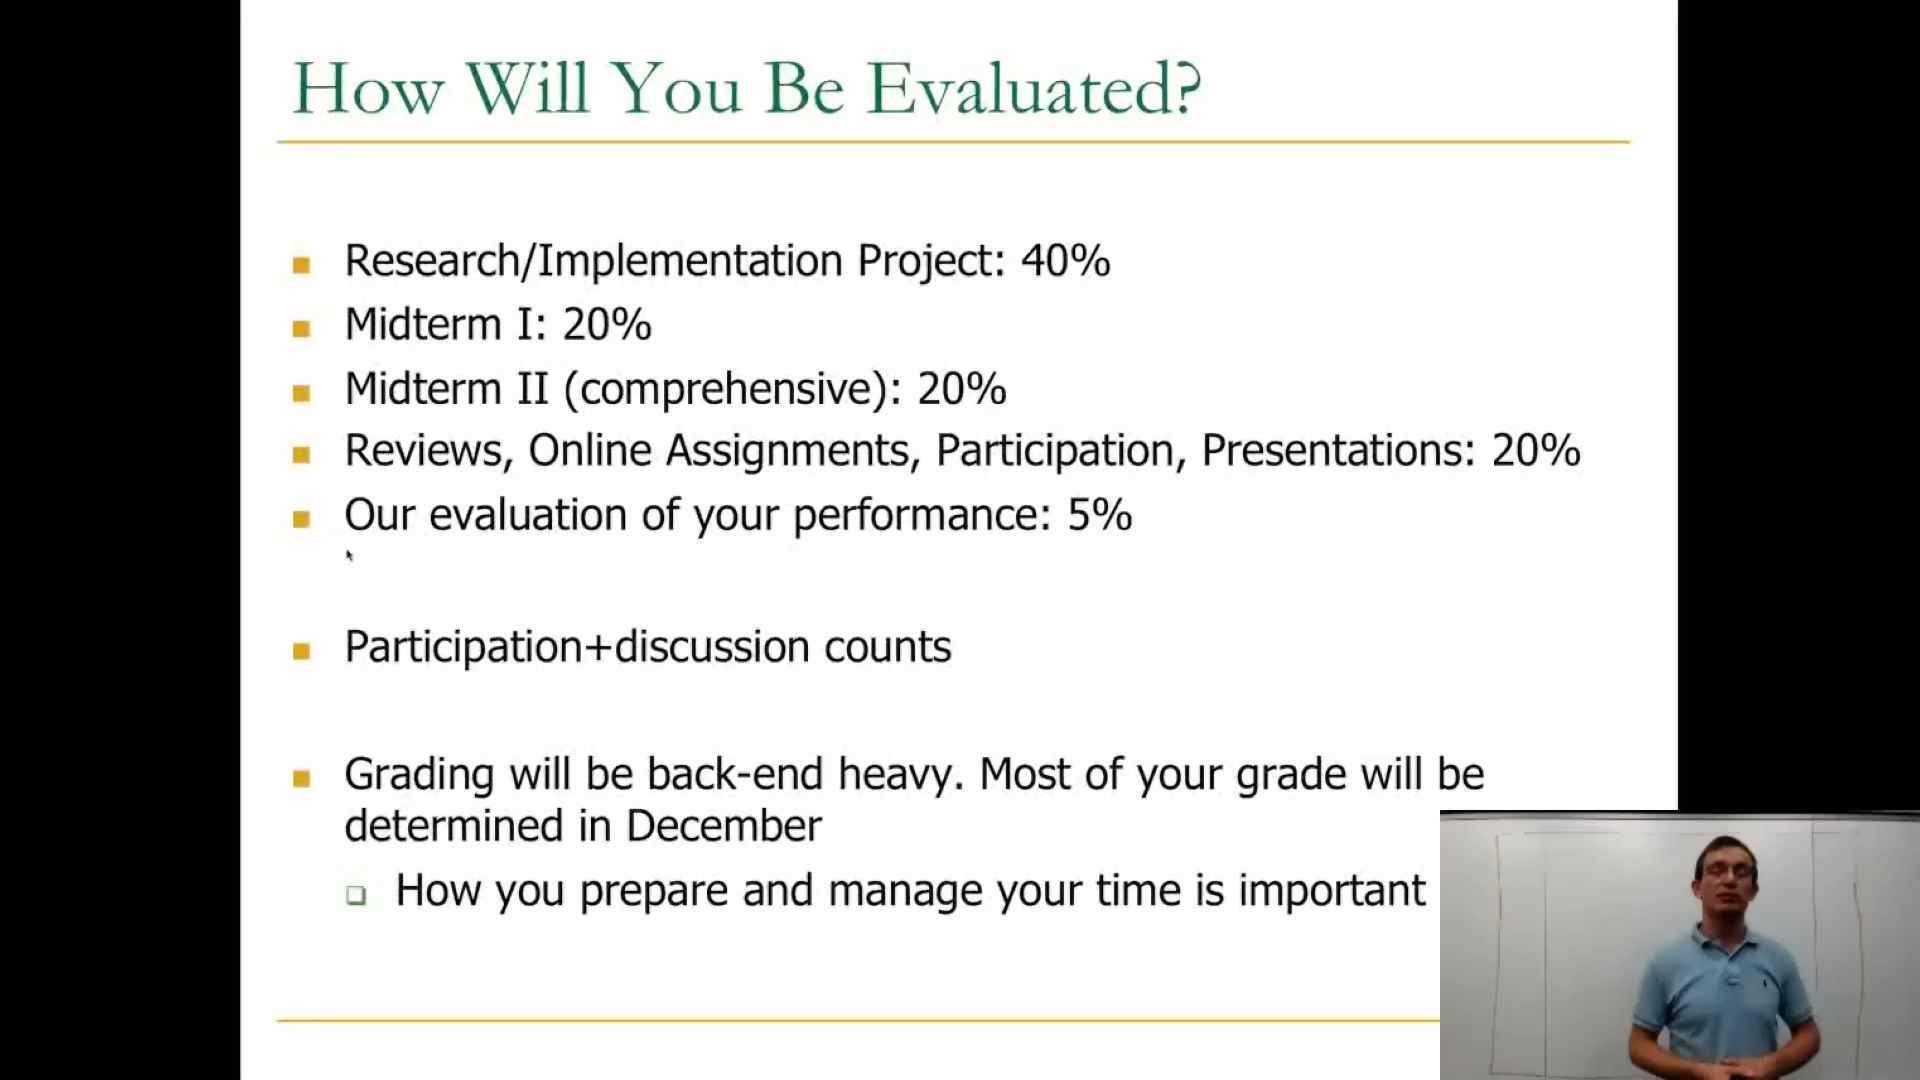 How Will You Be Evaluated?
Research/Implementation Project: 40%
Midterm I: 20%
Midterm II (comprehensive): 20%
Reviews, Online Assignments, Participation, Presentations: 20%
Our evaluation of your performance: 5%
Participation+discussion counts
Grading will be back-end heavy. Most of your grade will be
determined in December
How you prepare and manage your time is important